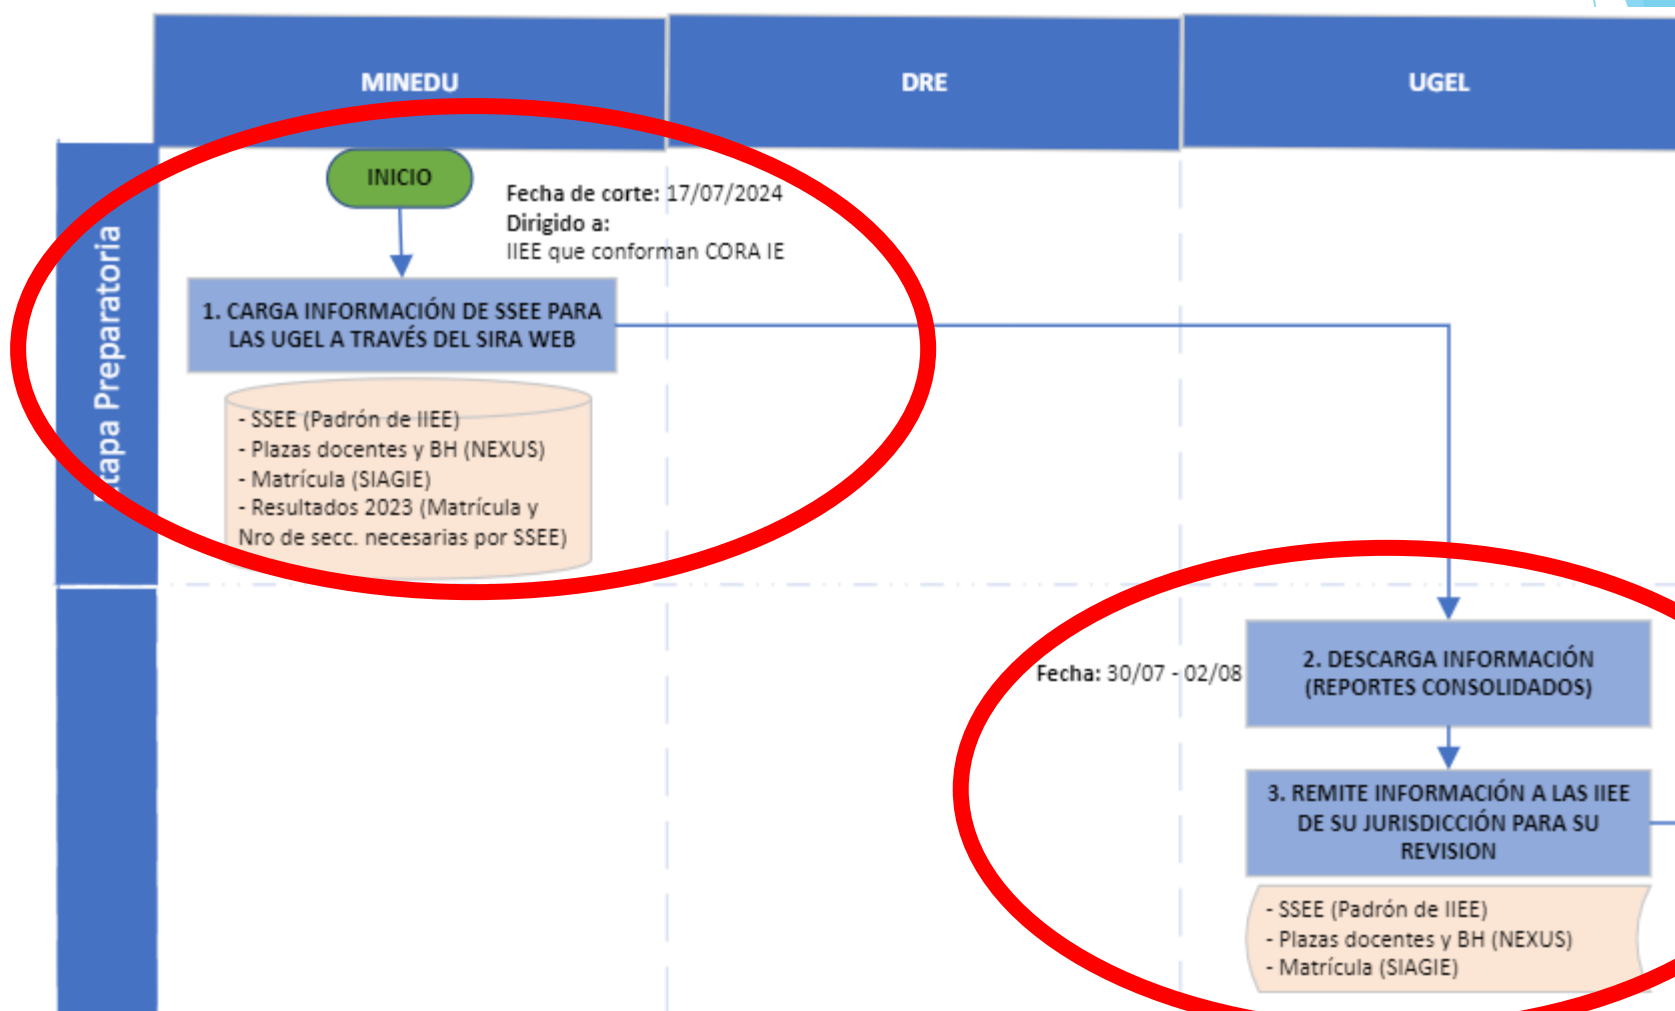 MINEDU
DRE
UGEL
Etapa Preparatoria
INICIO
Fecha de corte: 17/07/2024
Dirigido a:
IIEE que conforman CORA IE
1. CARGA INFORMACIÓN DE SSEE PARA
LAS UGEL A TRAVÉS DEL SIRA WEB
- SSEE (Padrón de IIEE)
- Plazas docentes y BH (NEXUS)
- Matrícula (SIAGIE)
- Resultados 2023 (Matrícula y
Nro de secc. necesarias por SSEE)
Fecha: 30/07 - 02/08
2. DESCARGA INFORMACIÓN
(REPORTES CONSOLIDADOS)
3. REMITE INFORMACIÓN A LAS IIEE
DE SU JURISDICCIÓN PARA SU
REVISION
- SSEE (Padrón de IIEE)
- Plazas docentes y BH (NEXUS)
- Matrícula (SIAGIE)